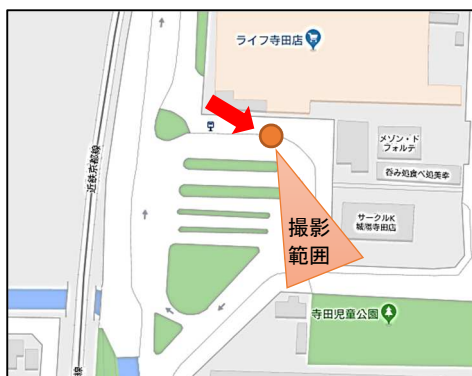 ライフ寺田店
メゾン・ド
フォルテ
呑み処食べ処美幸
近鉄京都線
サークルK
城陽寺田店
撮影
範囲
寺田児童公園